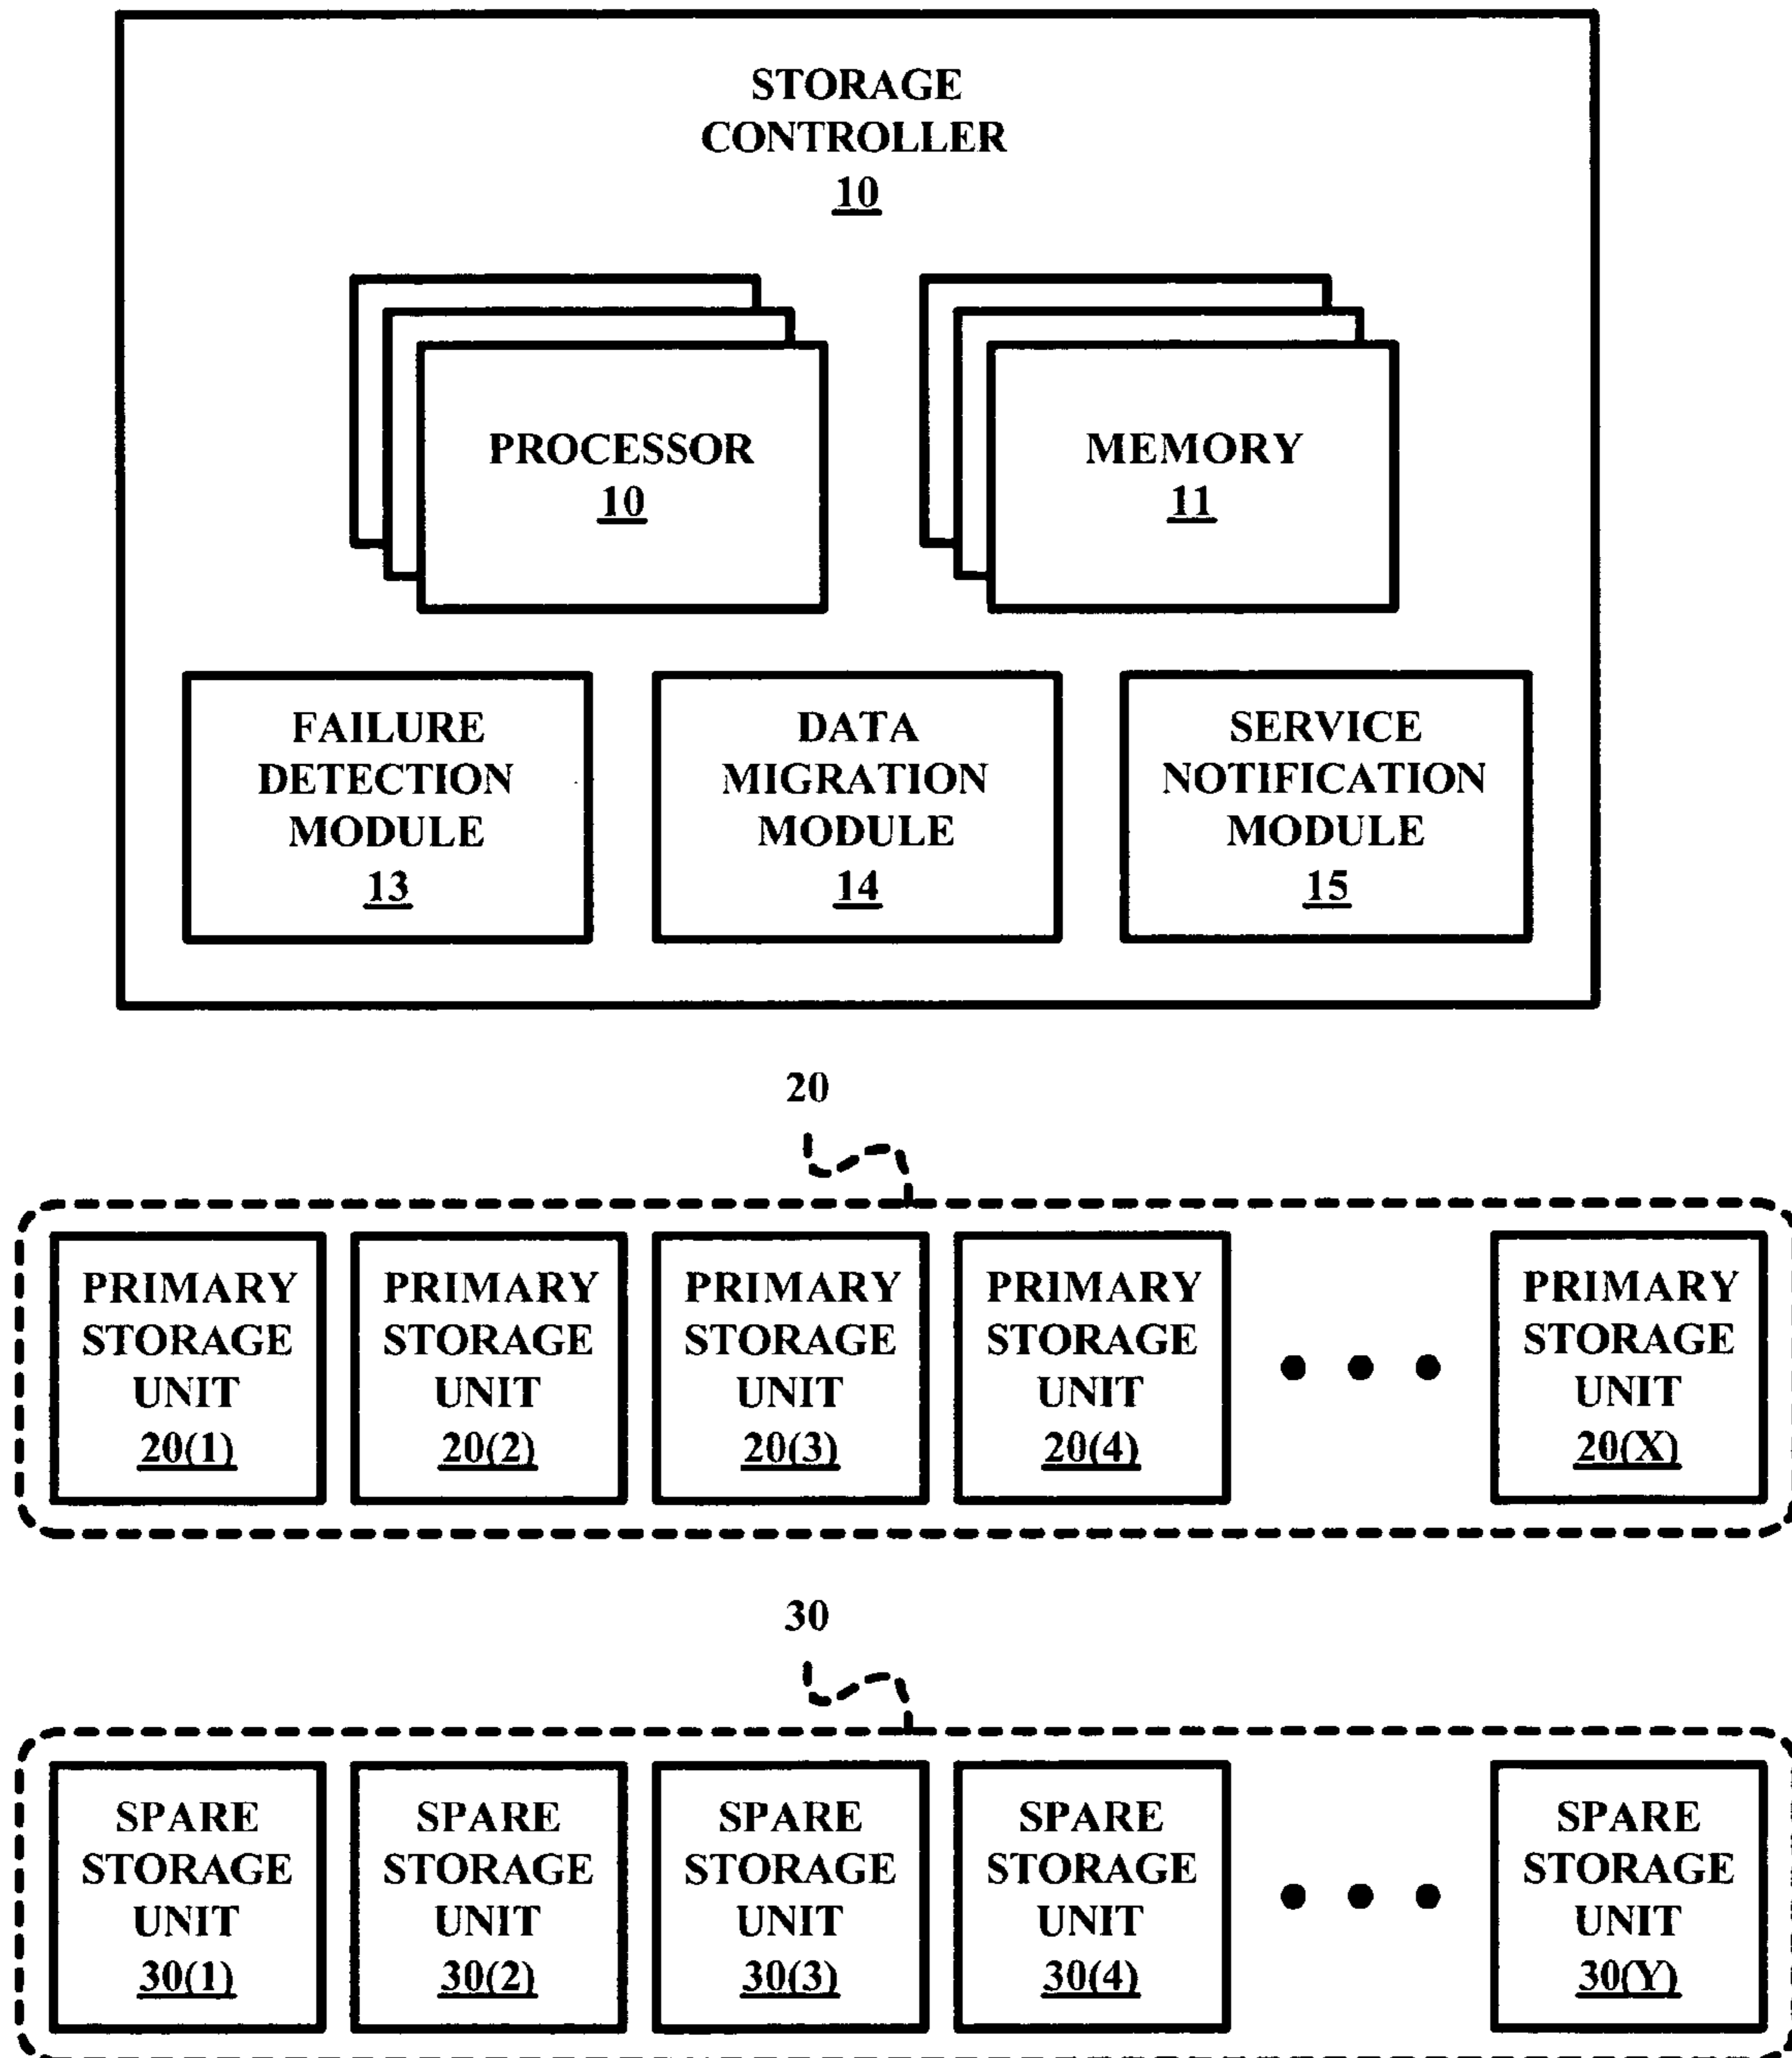 STORAGE
CONTROLLER
10
PROCESSOR
10
MEMORY
11
FAILURE
DETECTION
MODULE
13
DATA
MIGRATION
MODULE
14
SERVICE
NOTIFICATION
MODULE
15
20
PRIMARY
STORAGE
UNIT
20(1)
PRIMARY
STORAGE
UNIT
20(2)
PRIMARY
STORAGE
UNIT
20(3)
PRIMARY
STORAGE
UNIT
20(4)
PRIMARY
STORAGE
UNIT
20(X)
30
SPARE
STORAGE
UNIT
30(1)
SPARE
STORAGE
UNIT
30(2)
SPARE
STORAGE
UNIT
30(3)
SPARE
STORAGE
UNIT
30(4)
SPARE
STORAGE
UNIT
30(Y)